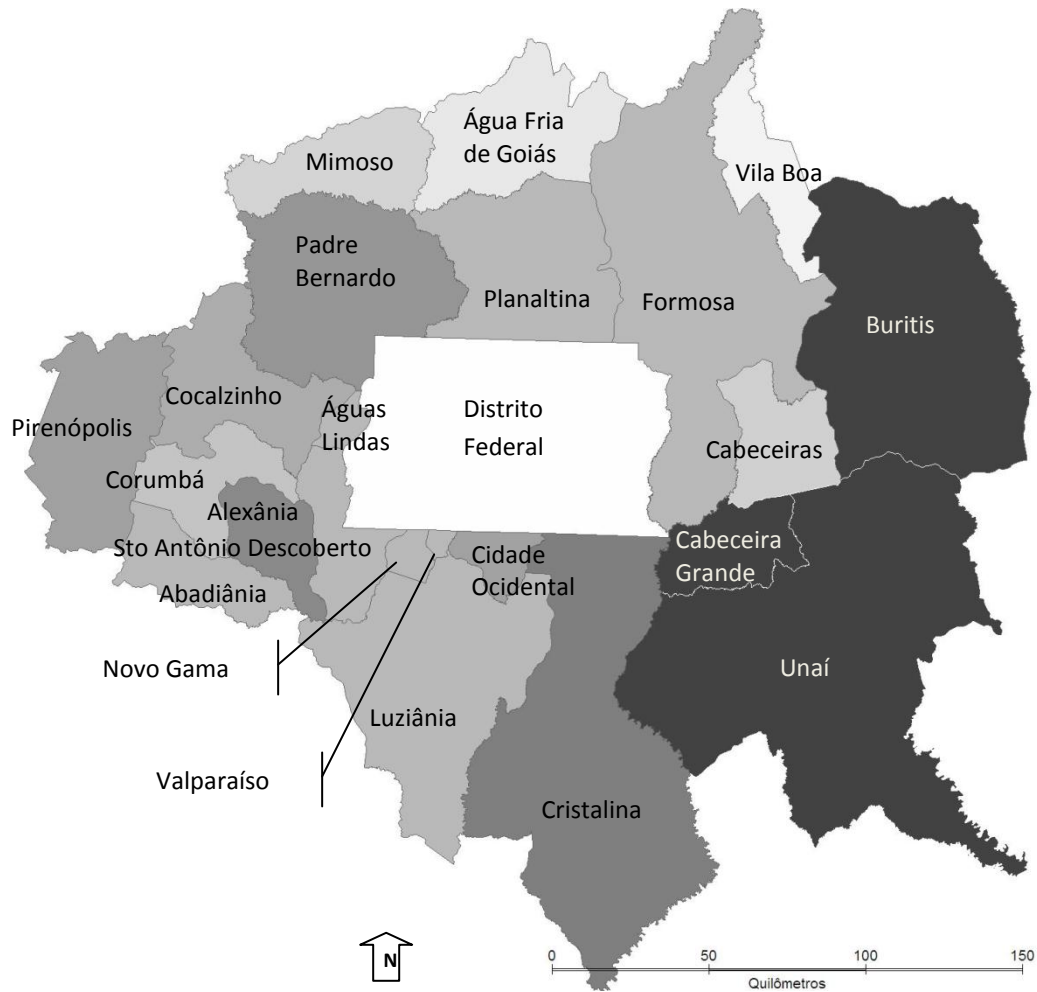 Água Fria
de Goiás
Mimoso
Vila Boa
Padre
Bernardo
Planaltina
Formosa
Buritis
Cocalzinho
Águas
Lindas
Distrito
Federal
Pirenópolis
Cabeceiras
Corumbá
Alexânia
Sto Antônio Descoberto
Cidade
Ocidental
Cabeceira
Grande
Abadiânia
Novo Gama
Unaí
Luziânia
Valparaíso
Cristalina
N
0 50 100 150
Quilômetros